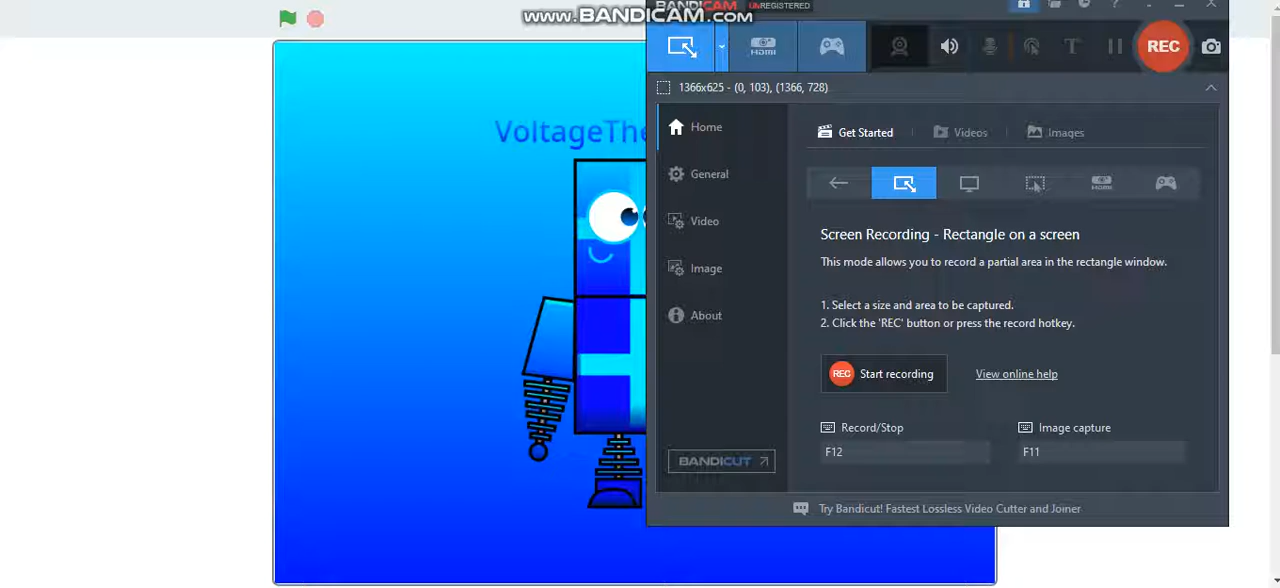 www.BANDICAM.com
BANDICAM UNREGISTERED
HDMI
T
REC
1366x625 - (0, 103), (1366, 728)
Home
General
Video
Image
About
BANDICUT
Get Started
Videos
Images
HDMI
Screen Recording - Rectangle on a screen
This mode allows you to record a partial area in the rectangle window.
1. Select a size and area to be captured.
2. Click the 'REC' button or press the record hotkey.
REC Start recording
View online help
Record/Stop
Image capture
F12
F11
Try Bandicut! Fastest Lossless Video Cutter and Joiner
VoltageThe